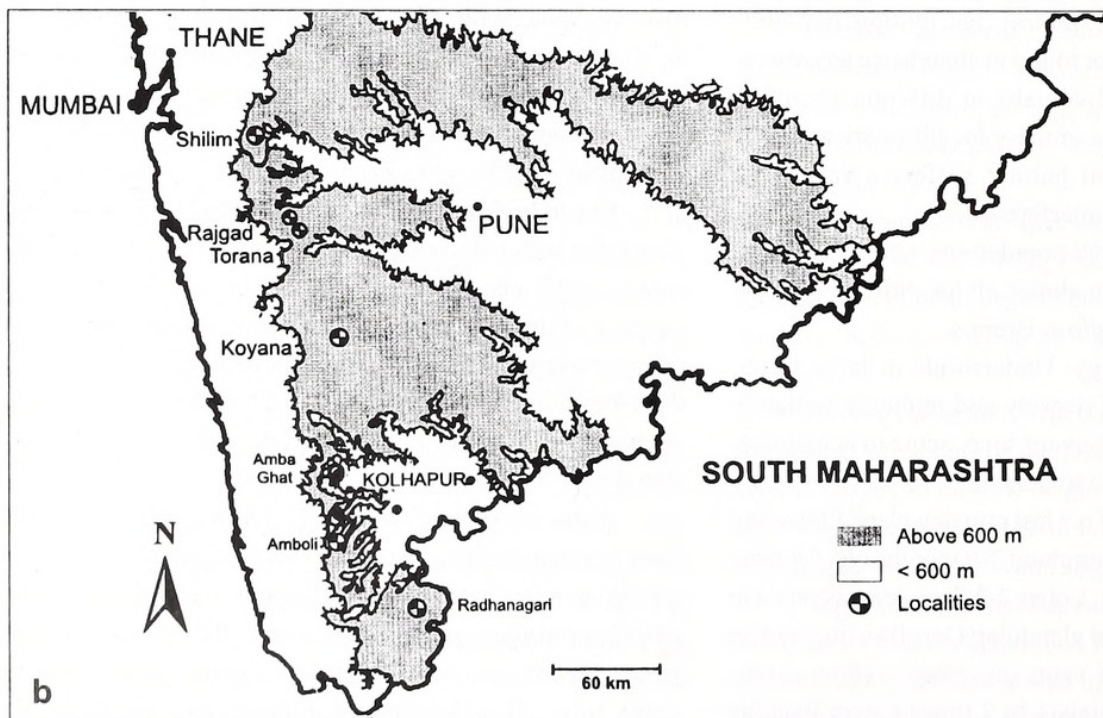 THANE
MUMBAI
Shilim
PUNE
Rajgad
Torana
Koyana
Amba
Ghat
KOLHAPUR
SOUTH MAHARASHTRA
N
Amboli
Above 600 m
< 600 m
Localities
Radhanagari
60 km
b